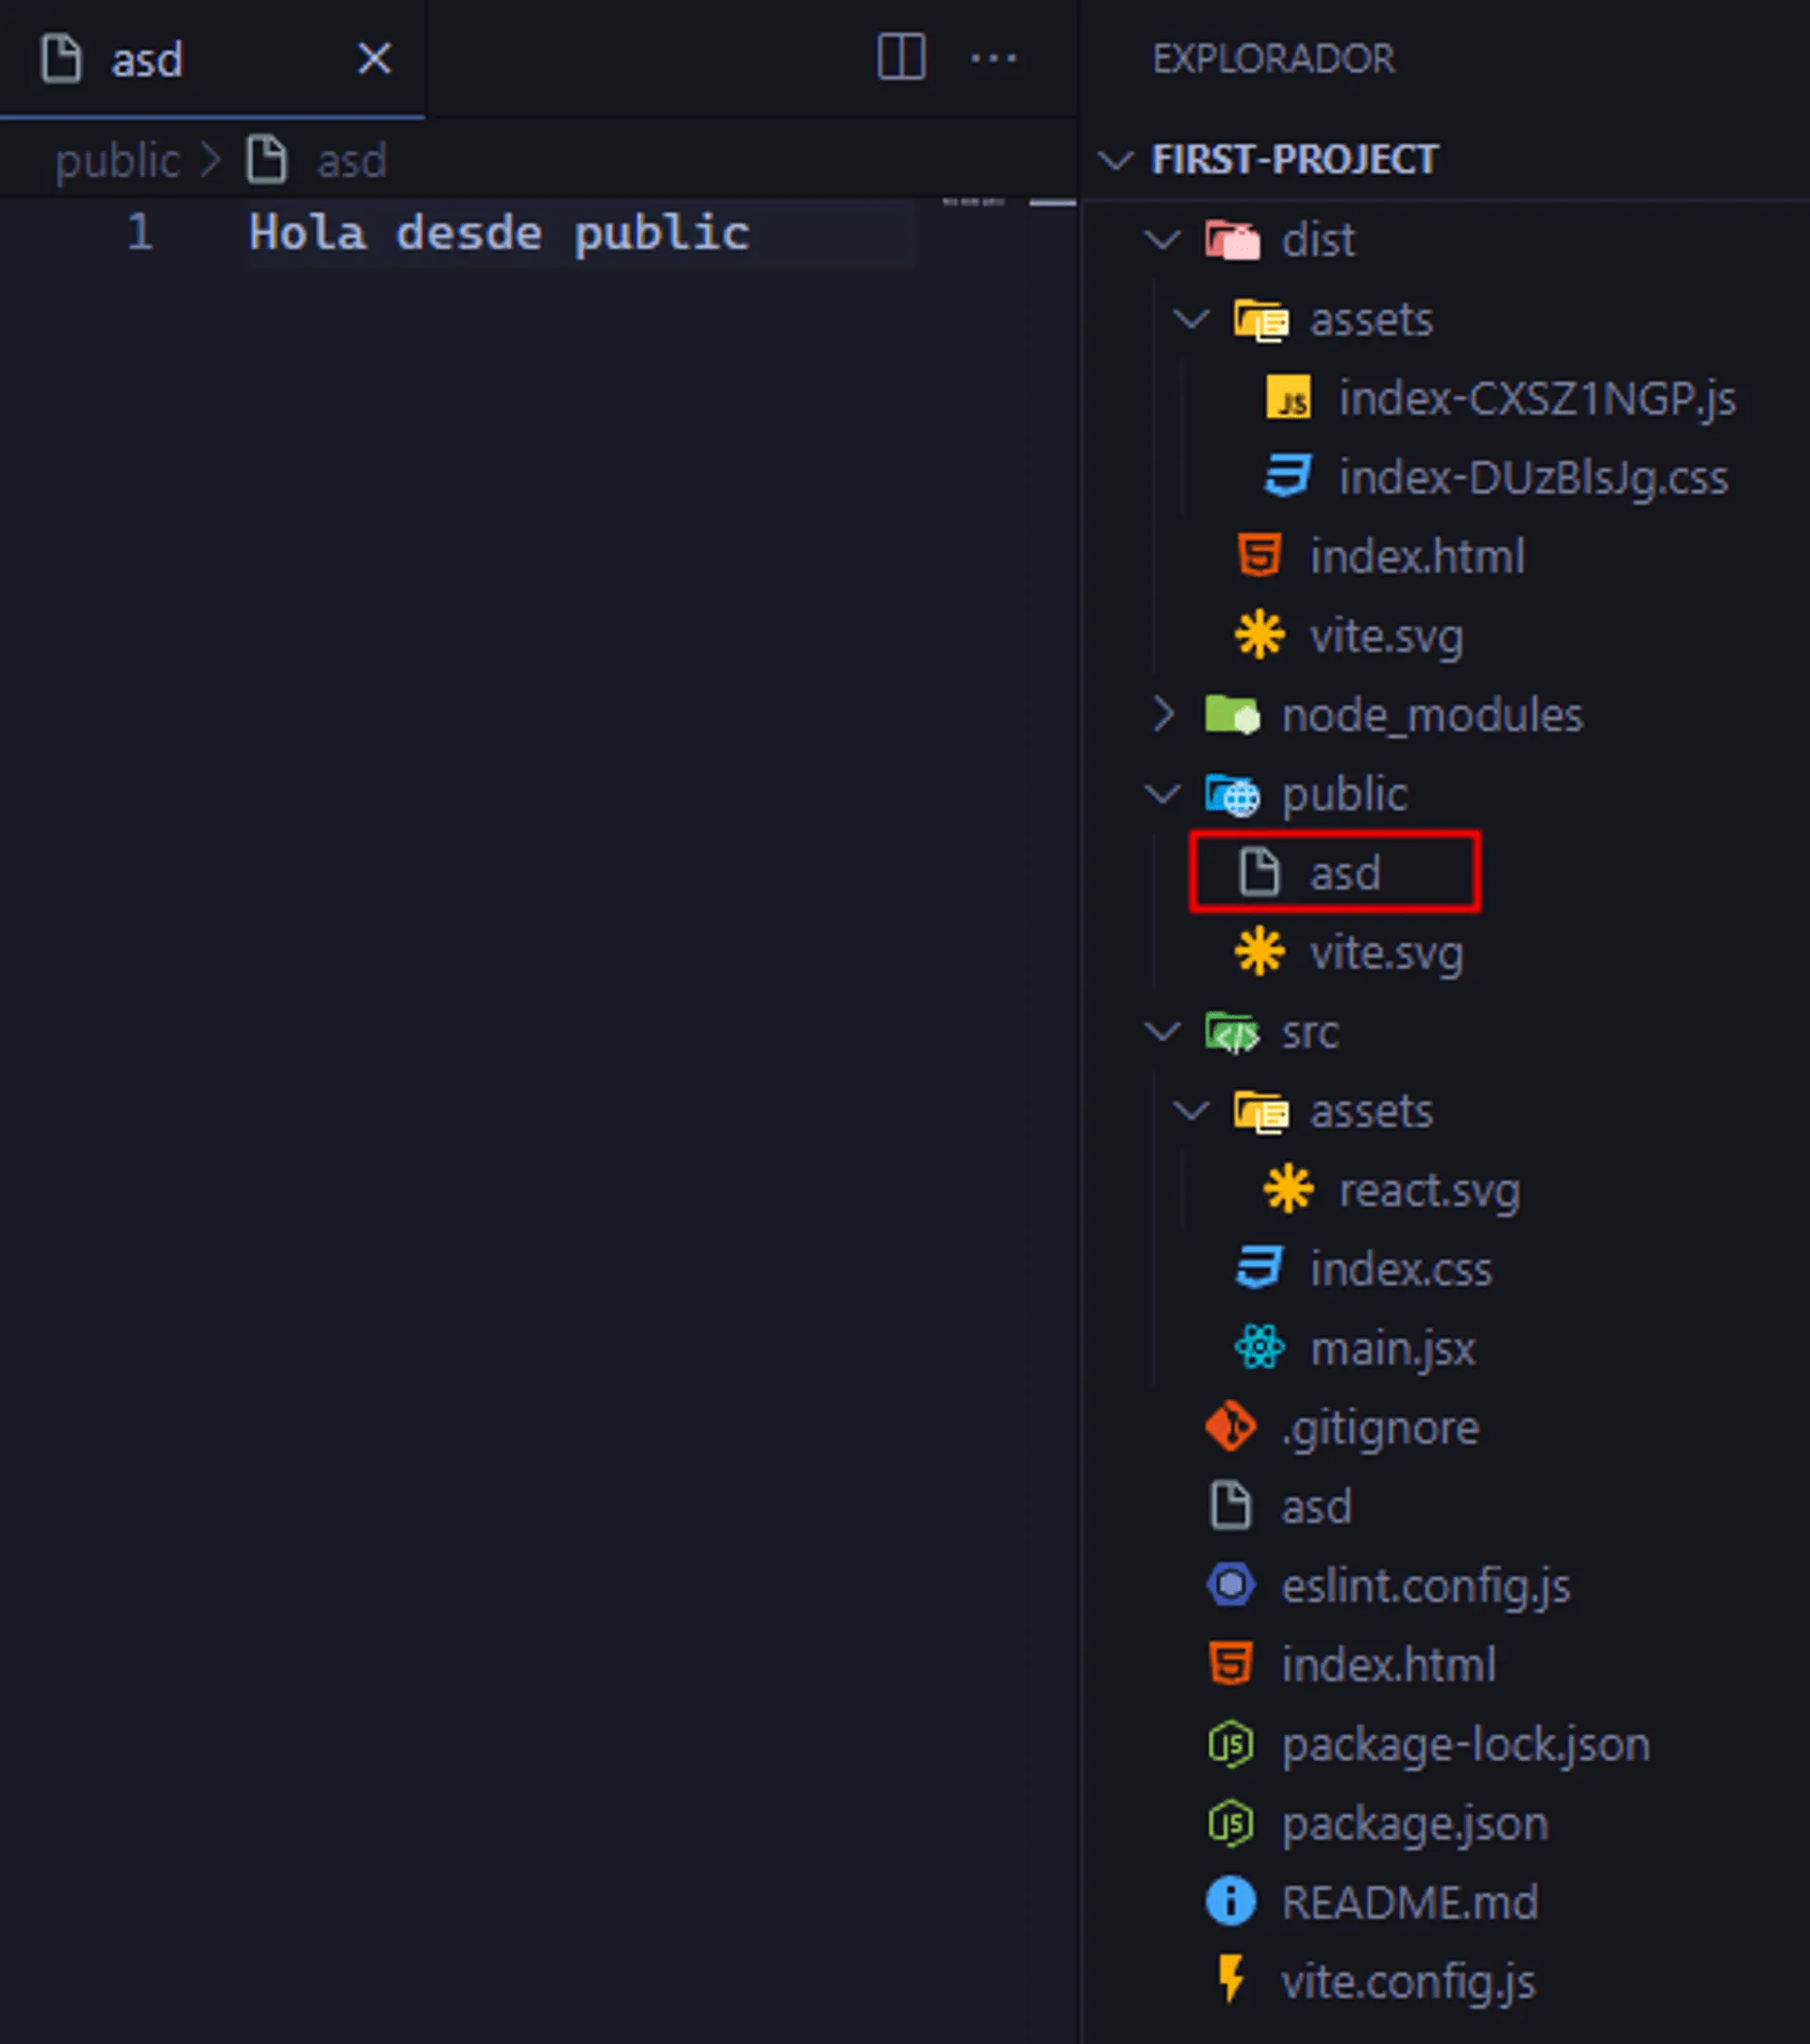 asd
public > asd
1 Hola desde public
EXPLORADOR
FIRST-PROJECT
dist
assets
index-CXSZ1NGP.js
index-DUzBlsJg.css
index.html
vite.svg
node_modules
public
asd
vite.svg
src
assets
react.svg
index.css
main.jsx
.gitignore
asd
eslint.config.js
index.html
package-lock.json
package.json
README.md
vite.config.js